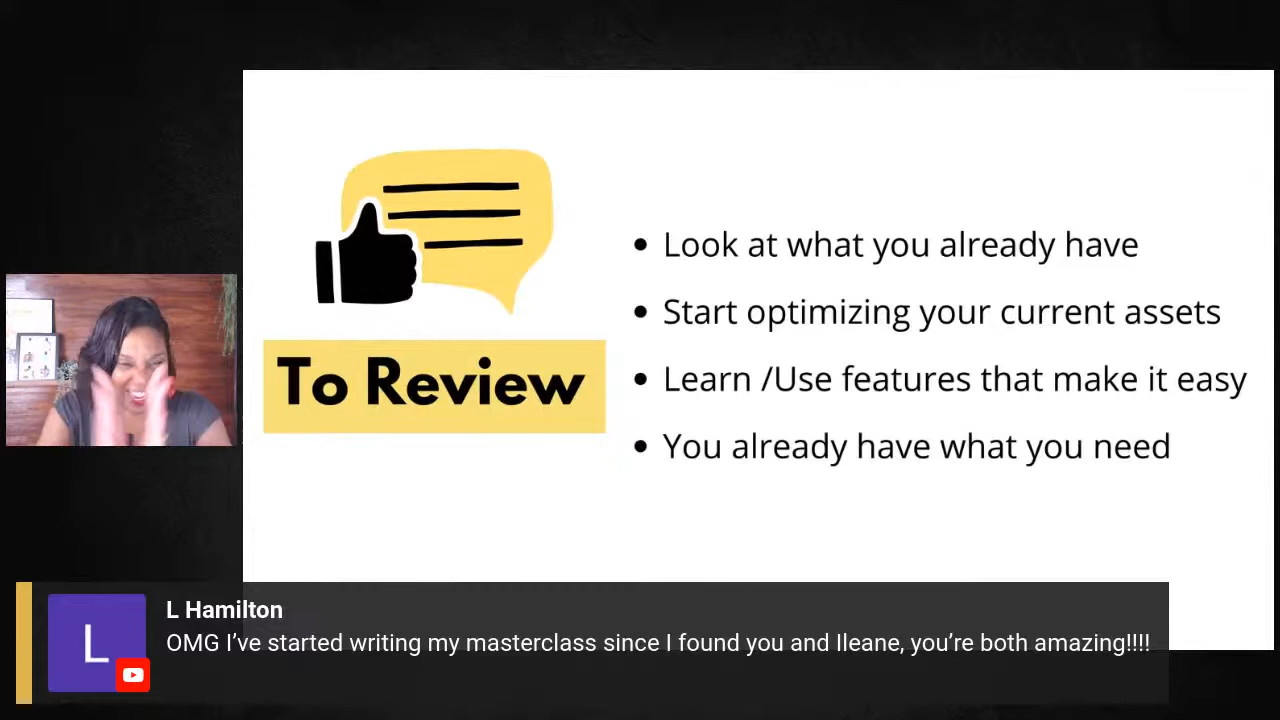 To Review
Look at what you already have
Start optimizing your current assets
Learn /Use features that make it easy
You already have what you need
L
L Hamilton
OMG I’ve started writing my masterclass since I found you and Ileane, you’re both amazing!!!!